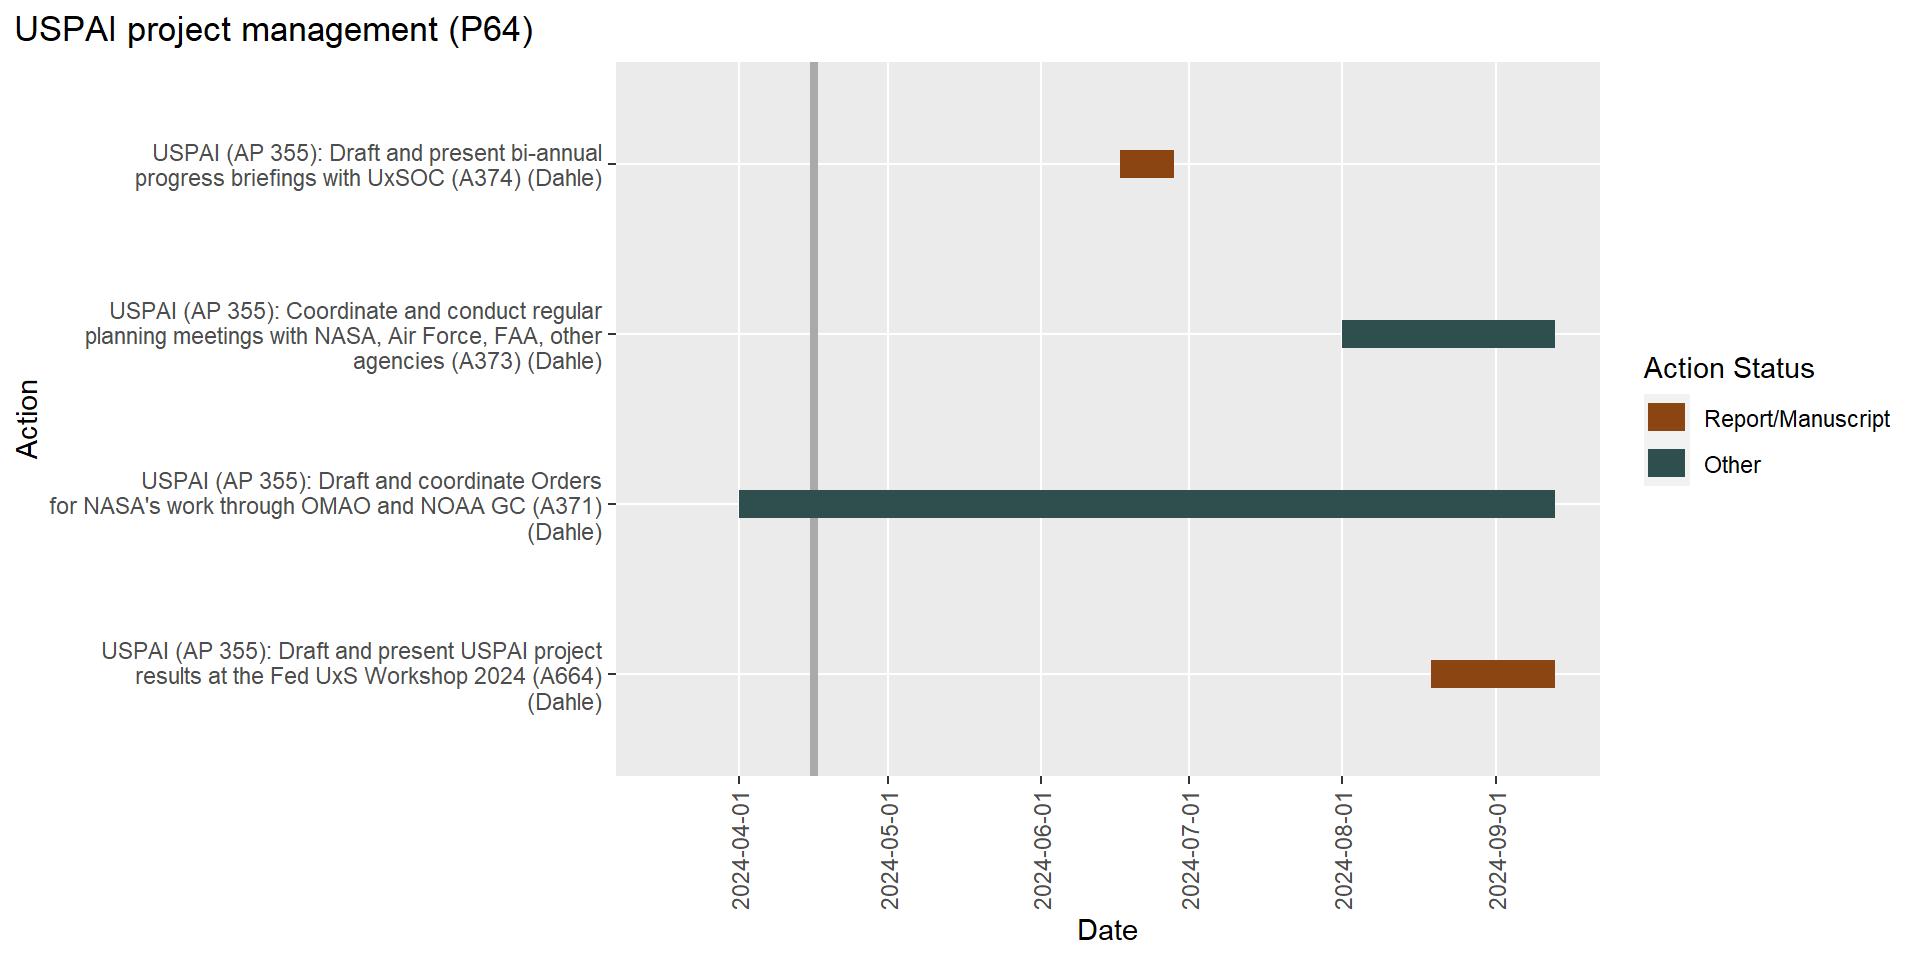 USPAI project management (P64)
USPAI (AP 355): Draft and present bi-annual
progress briefings with UxSOC (A374) (Dahle)
USPAI (AP 355): Coordinate and conduct regular
planning meetings with NASA, Air Force, FAA, other
agencies (A373) (Dahle)
USPAI (AP 355): Draft and coordinate Orders
for NASA's work through OMAO and NOAA GC (A371)
(Dahle)
USPAI (AP 355): Draft and present USPAI project
results at the Fed UxS Workshop 2024 (A664)
(Dahle)
Action
2024-04-01
2024-05-01
2024-06-01
2024-07-01
2024-08-01
2024-09-01
Date
Action Status
Report/Manuscript
Other